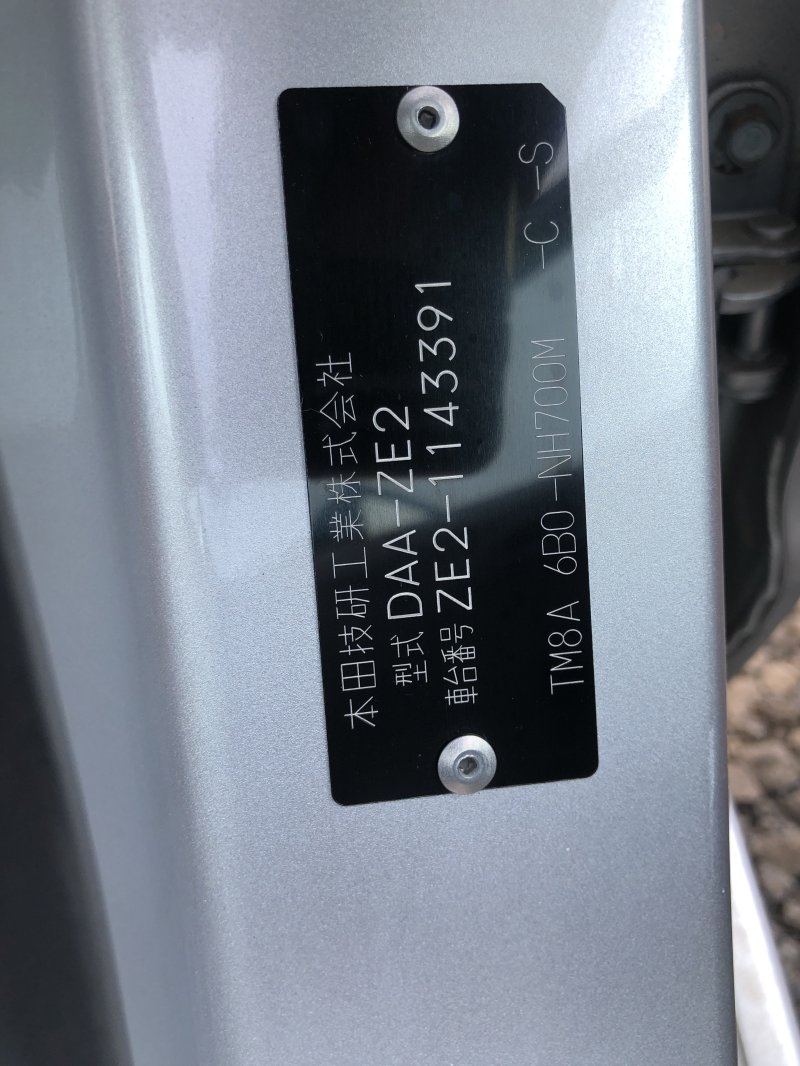 本田技研工業株式会社
型式 DAA-ZE2
車台番号 ZE2-1143391
TM8A 6B0-NH700M -C -S